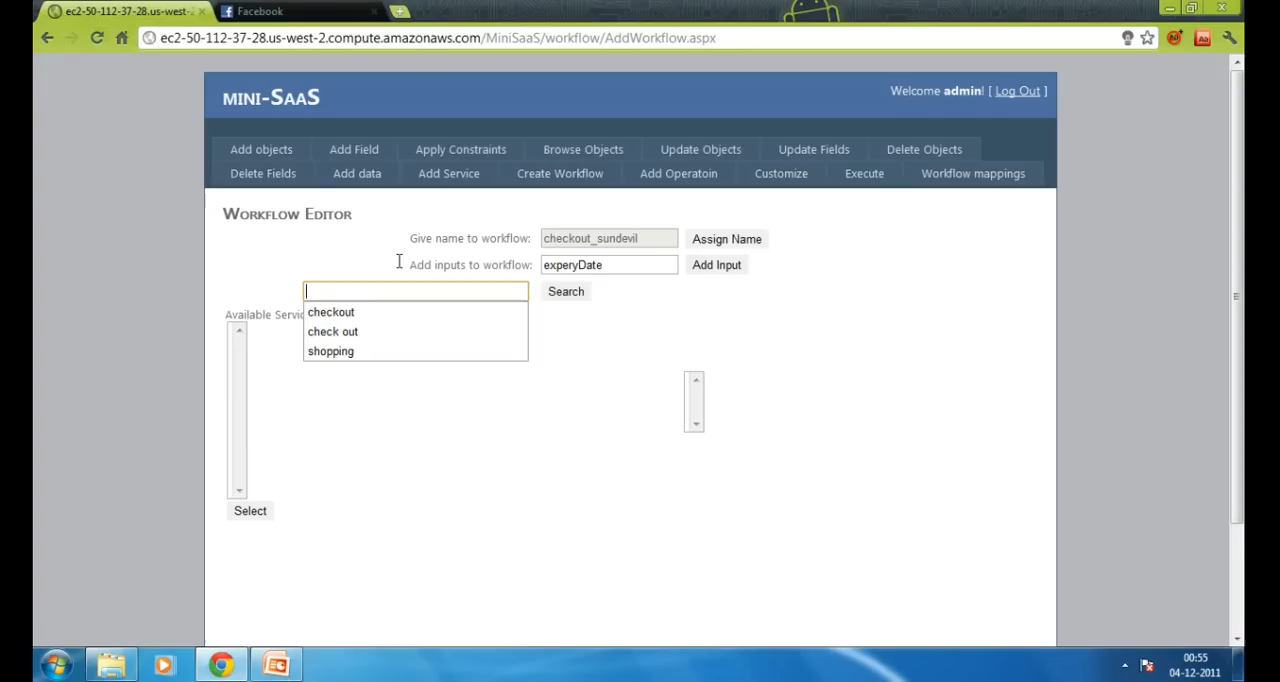 ec2-50-112-37-28.us-west-2
Facebook
ec2-50-112-37-28.us-west-2.compute.amazonaws.com/MiniSaaS/workflow/AddWorkflow.aspx
MINI-SAAS
Welcome admin! [ Log Out ]
Add objects Add Field Apply Constraints Browse Objects Update Objects Update Fields Delete Objects
Delete Fields Add data Add Service Create Workflow Add Operatoin Customize Execute Workflow mappings
WORKFLOW EDITOR
Give name to workflow: checkout_sundevil Assign Name
Add inputs to workflow: experyDate Add Input
Search
checkout
Available Servic
check out
shopping
Select
00:55
04-12-2011